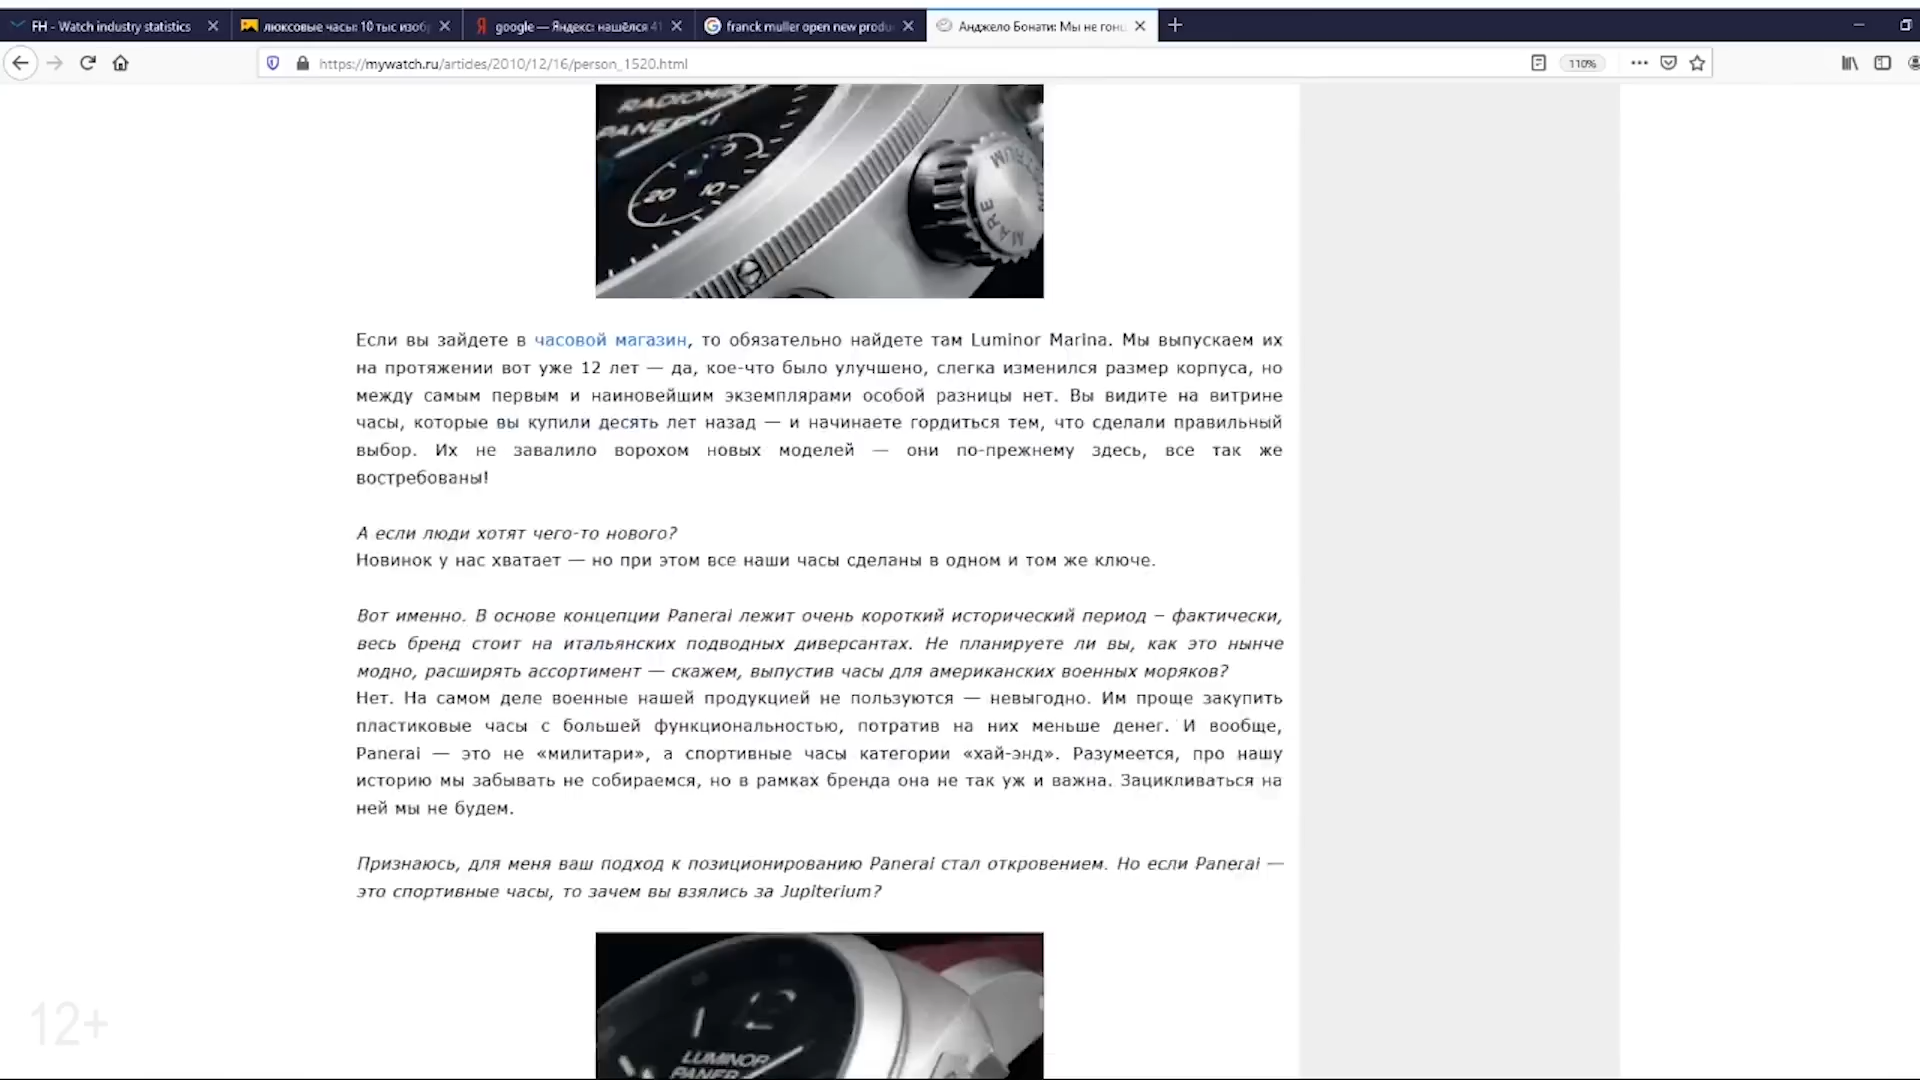 FH - Watch industry statistics
люксовые часы: 10 тыс изоб
google — Яндекс: нашёлся 41
franck muller open new produ
Анджело Бонати: Мы не гон
https://mywatch.ru/articles/2010/12/16/person_1520.html
110%
RADIOMIR
PANERAI
20 10
MARE
Если вы зайдете в часовой магазин, то обязательно найдете там Luminor Marina. Мы выпускаем их
на протяжении вот уже 12 лет — да, кое-что было улучшено, слегка изменился размер корпуса, но
между самым первым и наиновейшим экземплярами особой разницы нет. Вы видите на витрине
часы, которые вы купили десять лет назад — и начинаете гордиться тем, что сделали правильный
выбор. Их не завалило ворохом новых моделей — они по-прежнему здесь, все так же
востребованы!
А если люди хотят чего-то нового?
Новинок у нас хватает — но при этом все наши часы сделаны в одном и том же ключе.
Вот именно. В основе концепции Panerai лежит очень короткий исторический период – фактически,
весь бренд стоит на итальянских подводных диверсантах. Не планируете ли вы, как это нынче
модно, расширять ассортимент — скажем, выпустив часы для американских военных моряков?
Нет. На самом деле военные нашей продукцией не пользуются — невыгодно. Им проще закупить
пластиковые часы с большей функциональностью, потратив на них меньше денег. И вообще,
Panerai — это не «милитари», а спортивные часы категории «хай-энд». Разумеется, про нашу
историю мы забывать не собираемся, но в рамках бренда она не так уж и важна. Зацикливаться на
ней мы не будем.
Признаюсь, для меня ваш подход к позиционированию Panerai стал откровением. Но если Panerai —
это спортивные часы, то зачем вы взялись за Jupiterium?
LUMINOR
PANER
12+